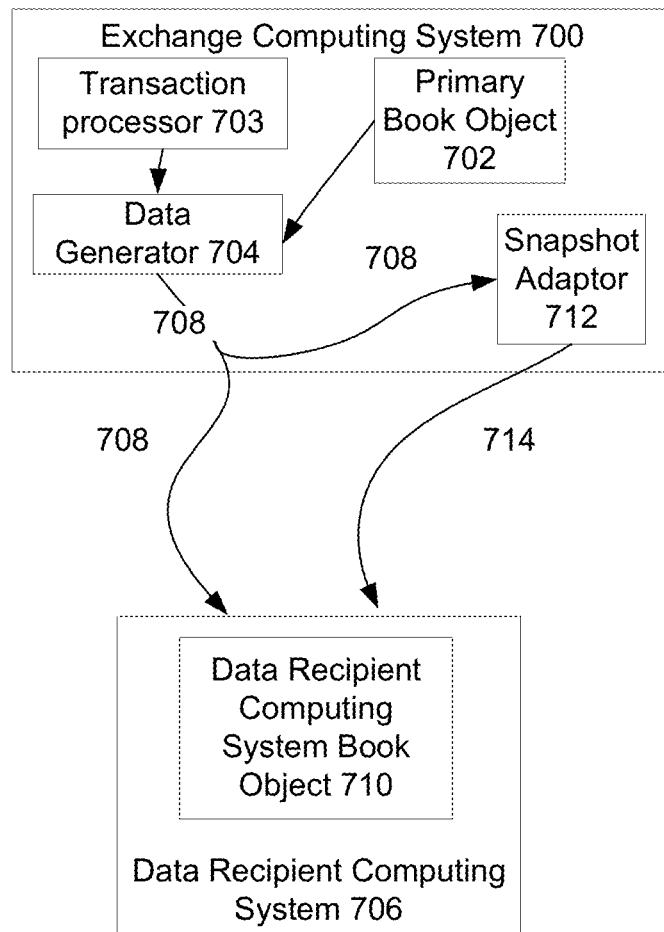 Exchange Computing System 700
Transaction
processor 703
Primary
Book Object
702
Data
Generator 704
708
Snapshot
Adaptor
712
708
708
714
Data Recipient
Computing
System Book
Object 710
Data Recipient Computing
System 706